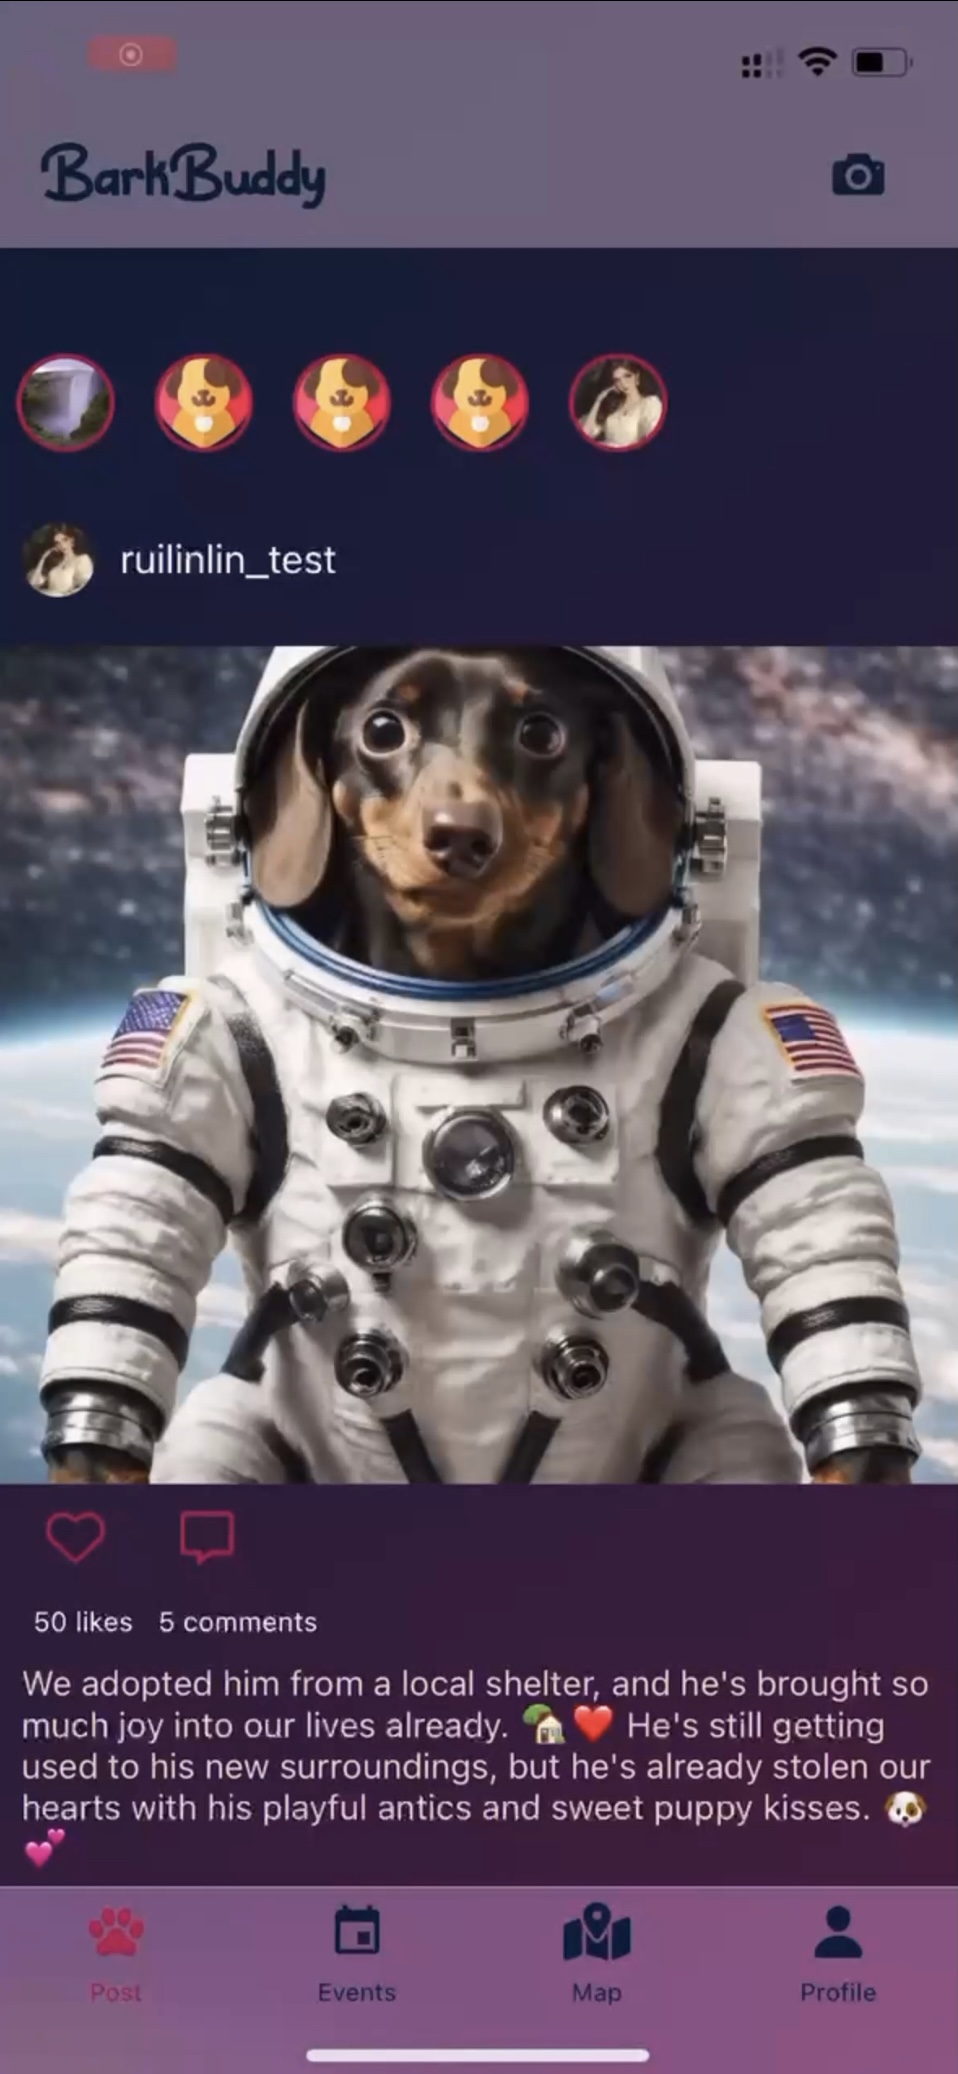 BarkBuddy
ruilinlin_test
50 likes 5 comments
We adopted him from a local shelter, and he's brought so
much joy into our lives already. 🏡❤️ He's still getting
used to his new surroundings, but he's already stolen our
hearts with his playful antics and sweet puppy kisses. 🐶
💕
Post Events Map Profile